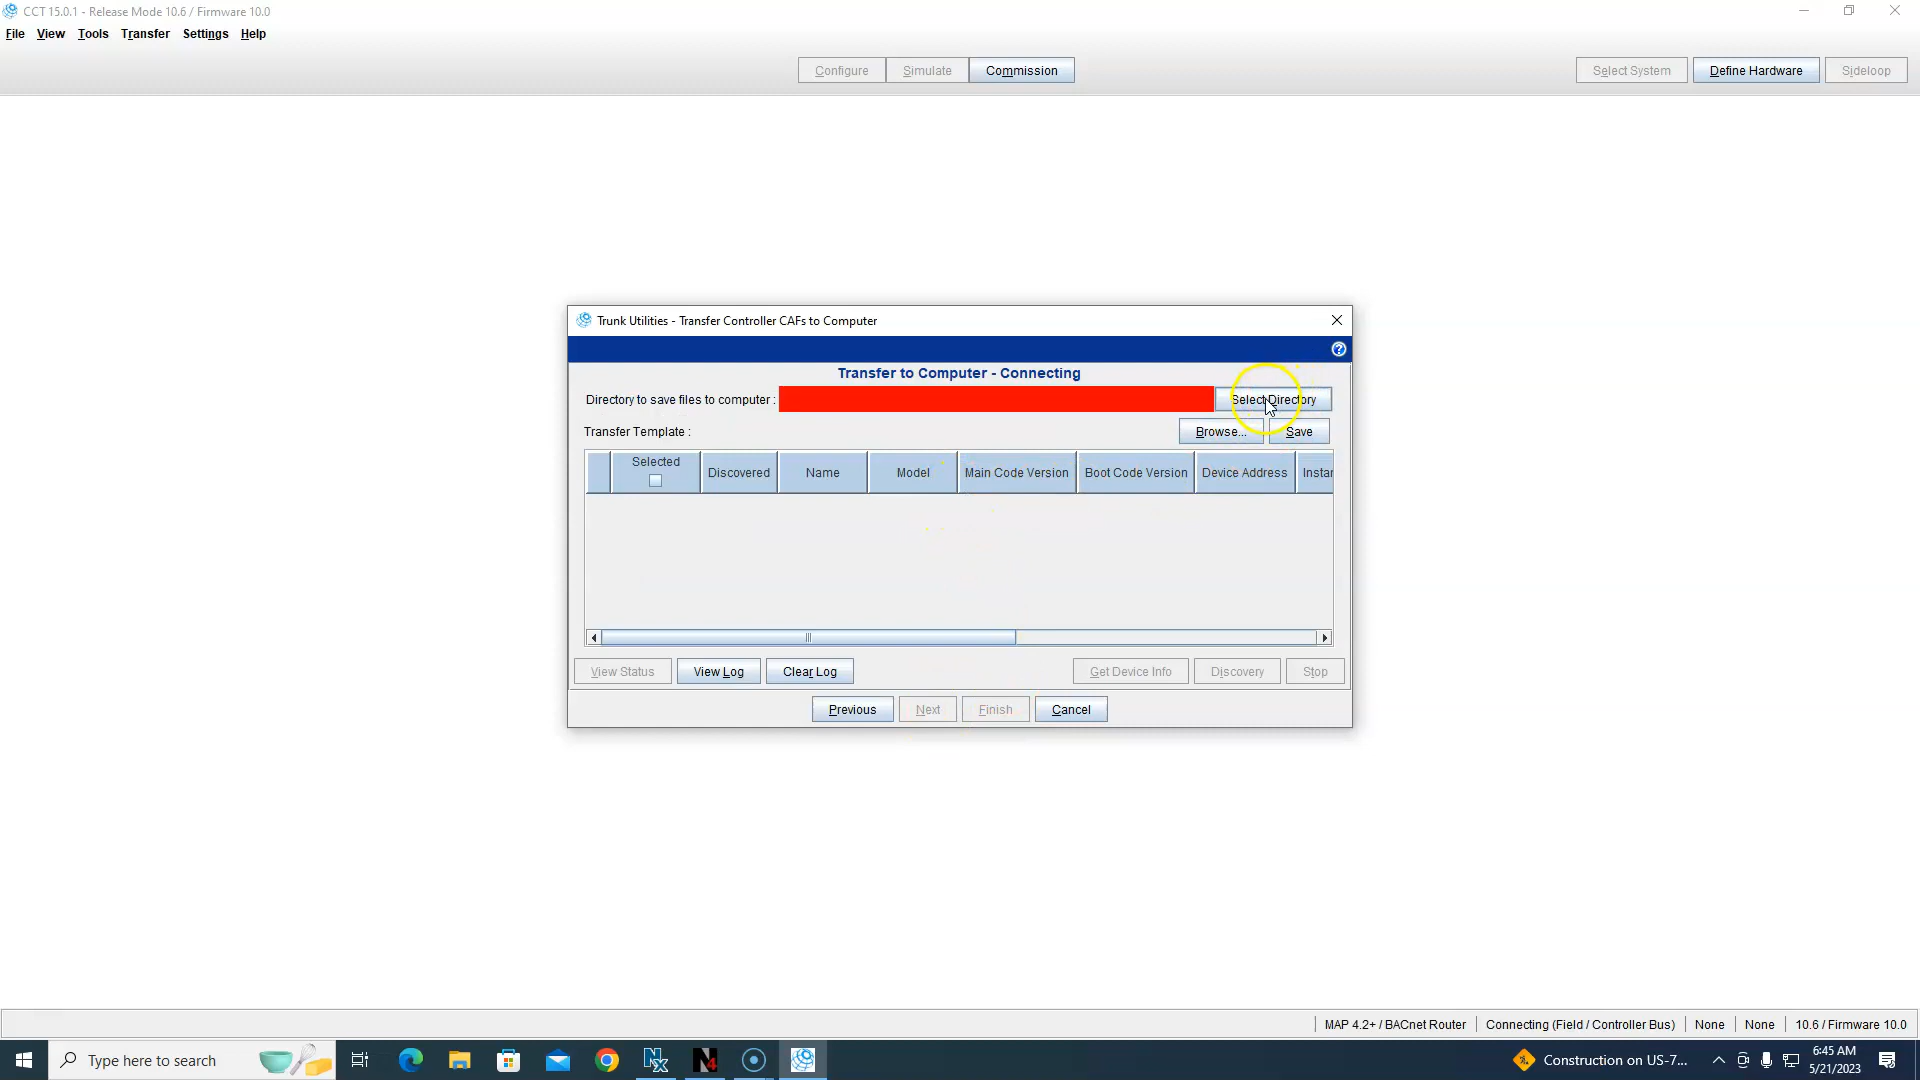 CCT 15.0.1 - Release Mode 10.6 / Firmware 10.0
File View Tools Transfer Settings Help
Configure Simulate Commission Select System Define Hardware Sideloop
Trunk Utilities - Transfer Controller CAFs to Computer
Transfer to Computer - Connecting
Directory to save files to computer : Select Directory
Transfer Template : Browse... Save
Selected Discovered Name Model Main Code Version Boot Code Version Device Address Instar
View Status View Log Clear Log Get Device Info Discovery Stop
Previous Next Finish Cancel
MAP 4.2+ / BACnet Router Connecting (Field / Controller Bus) None None 10.6 / Firmware 10.0
Type here to search Construction on US-7... 6:45 AM
5/21/2023